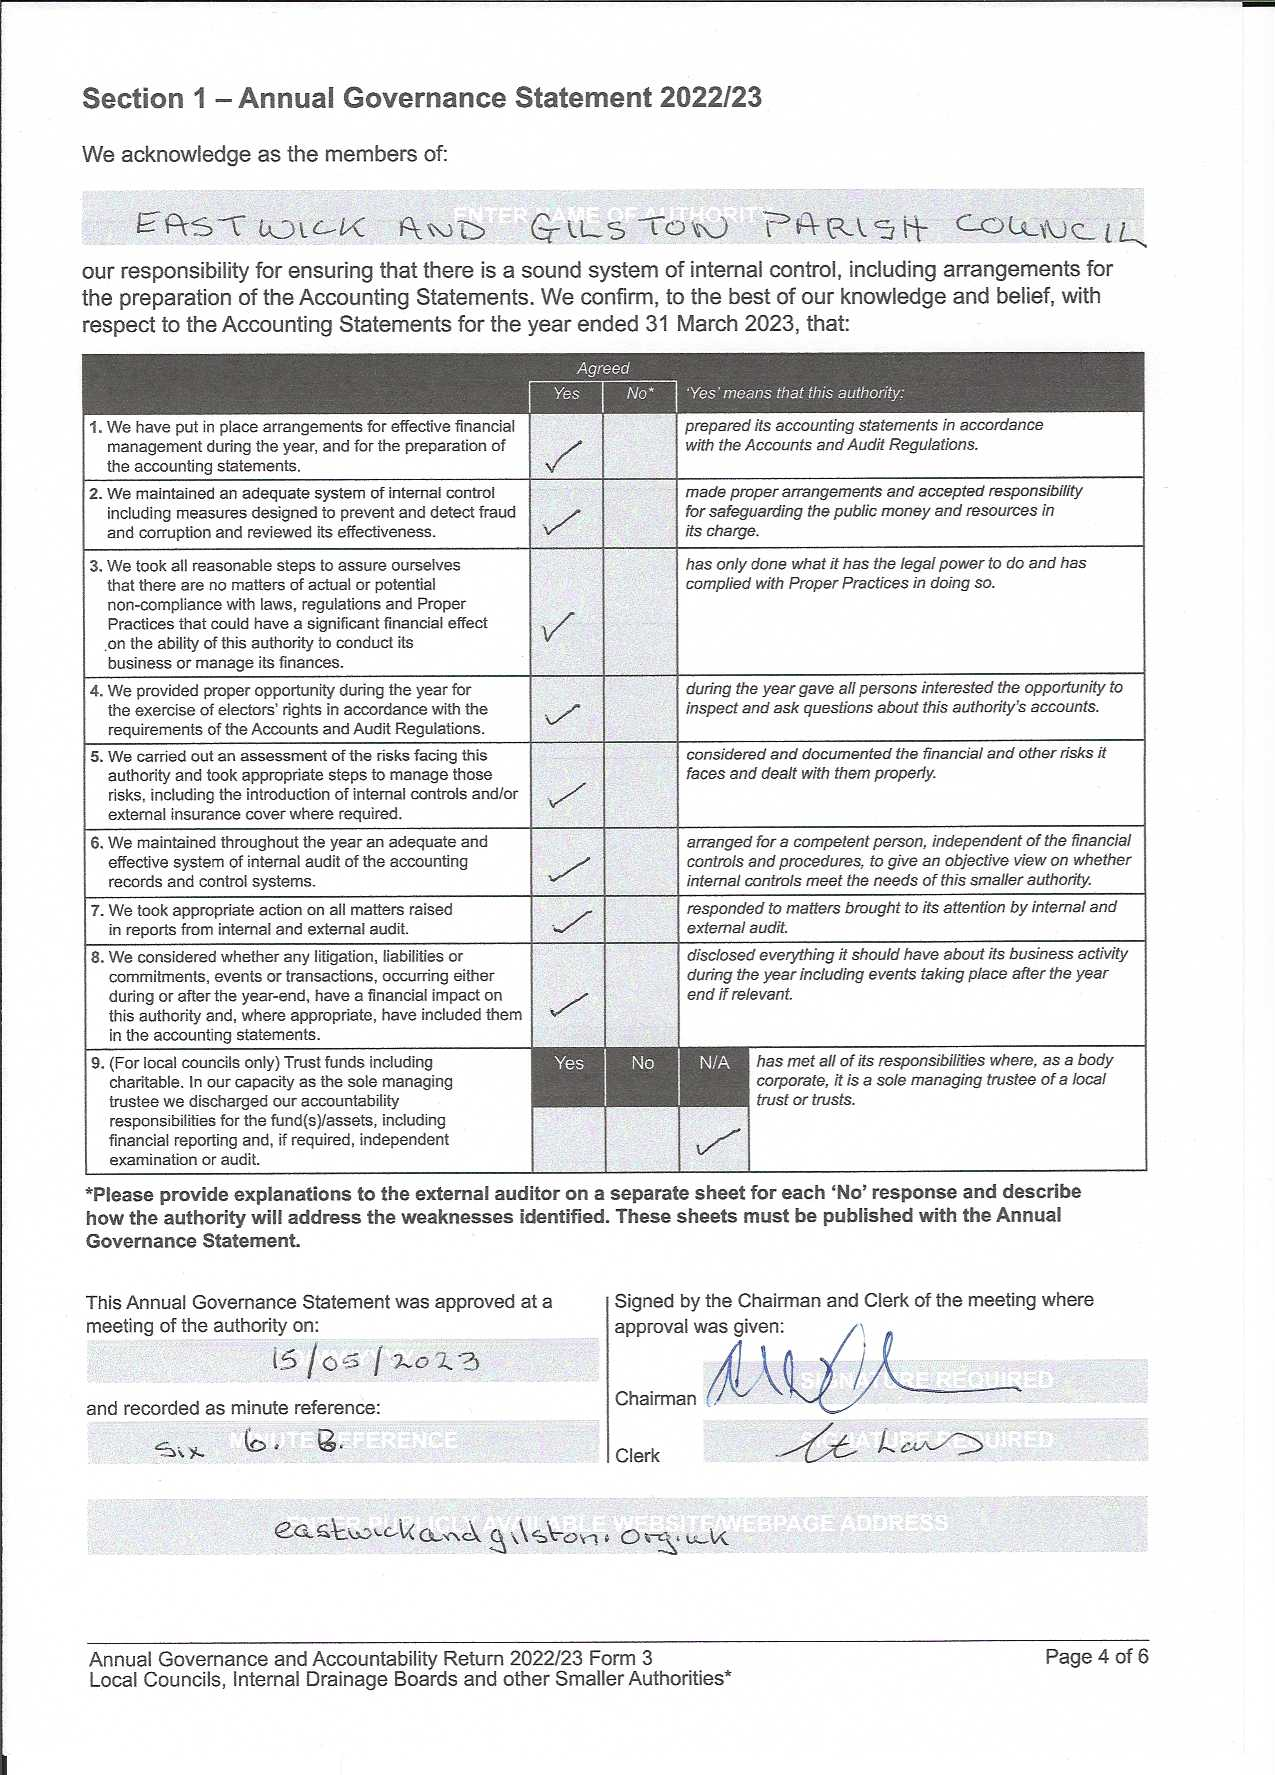 Section 1 – Annual Governance Statement 2022/23
We acknowledge as the members of:
ENTER NAME OF AUTHORITY
EASTWICK AND GILSTON PARISH COUNCIL
our responsibility for ensuring that there is a sound system of internal control, including arrangements for
the preparation of the Accounting Statements. We confirm, to the best of our knowledge and belief, with
respect to the Accounting Statements for the year ended 31 March 2023, that:
Agreed
Yes No* 'Yes' means that this authority:
1. We have put in place arrangements for effective financial
management during the year, and for the preparation of
the accounting statements.
prepared its accounting statements in accordance
with the Accounts and Audit Regulations.
2. We maintained an adequate system of internal control
including measures designed to prevent and detect fraud
and corruption and reviewed its effectiveness.
made proper arrangements and accepted responsibility
for safeguarding the public money and resources in
its charge.
3. We took all reasonable steps to assure ourselves
that there are no matters of actual or potential
non-compliance with laws, regulations and Proper
Practices that could have a significant financial effect
on the ability of this authority to conduct its
business or manage its finances.
has only done what it has the legal power to do and has
complied with Proper Practices in doing so.
4. We provided proper opportunity during the year for
the exercise of electors' rights in accordance with the
requirements of the Accounts and Audit Regulations.
during the year gave all persons interested the opportunity to
inspect and ask questions about this authority's accounts.
5. We carried out an assessment of the risks facing this
authority and took appropriate steps to manage those
risks, including the introduction of internal controls and/or
external insurance cover where required.
considered and documented the financial and other risks it
faces and dealt with them properly.
6. We maintained throughout the year an adequate and
effective system of internal audit of the accounting
records and control systems.
arranged for a competent person, independent of the financial
controls and procedures, to give an objective view on whether
internal controls meet the needs of this smaller authority.
7. We took appropriate action on all matters raised
in reports from internal and external audit.
responded to matters brought to its attention by internal and
external audit.
8. We considered whether any litigation, liabilities or
commitments, events or transactions, occurring either
during or after the year-end, have a financial impact on
this authority and, where appropriate, have included them
in the accounting statements.
disclosed everything it should have about its business activity
during the year including events taking place after the year
end if relevant.
9. (For local councils only) Trust funds including
charitable. In our capacity as the sole managing
trustee we discharged our accountability
responsibilities for the fund(s)/assets, including
financial reporting and, if required, independent
examination or audit.
Yes No N/A
has met all of its responsibilities where, as a body
corporate, it is a sole managing trustee of a local
trust or trusts.
*Please provide explanations to the external auditor on a separate sheet for each 'No' response and describe
how the authority will address the weaknesses identified. These sheets must be published with the Annual
Governance Statement.
This Annual Governance Statement was approved at a
meeting of the authority on:
15/05/2023
and recorded as minute reference:
MINUTE REFERENCE
Six 6. B.
Signed by the Chairman and Clerk of the meeting where
approval was given:
Chairman
SIGNATURE REQUIRED
Clerk
SIGNATURE REQUIRED
ENTER PUBLICLY AVAILABLE WEBSITE/WEBPAGE ADDRESS
eastwickandgilston.org.uk
Annual Governance and Accountability Return 2022/23 Form 3
Local Councils, Internal Drainage Boards and other Smaller Authorities*
Page 4 of 6